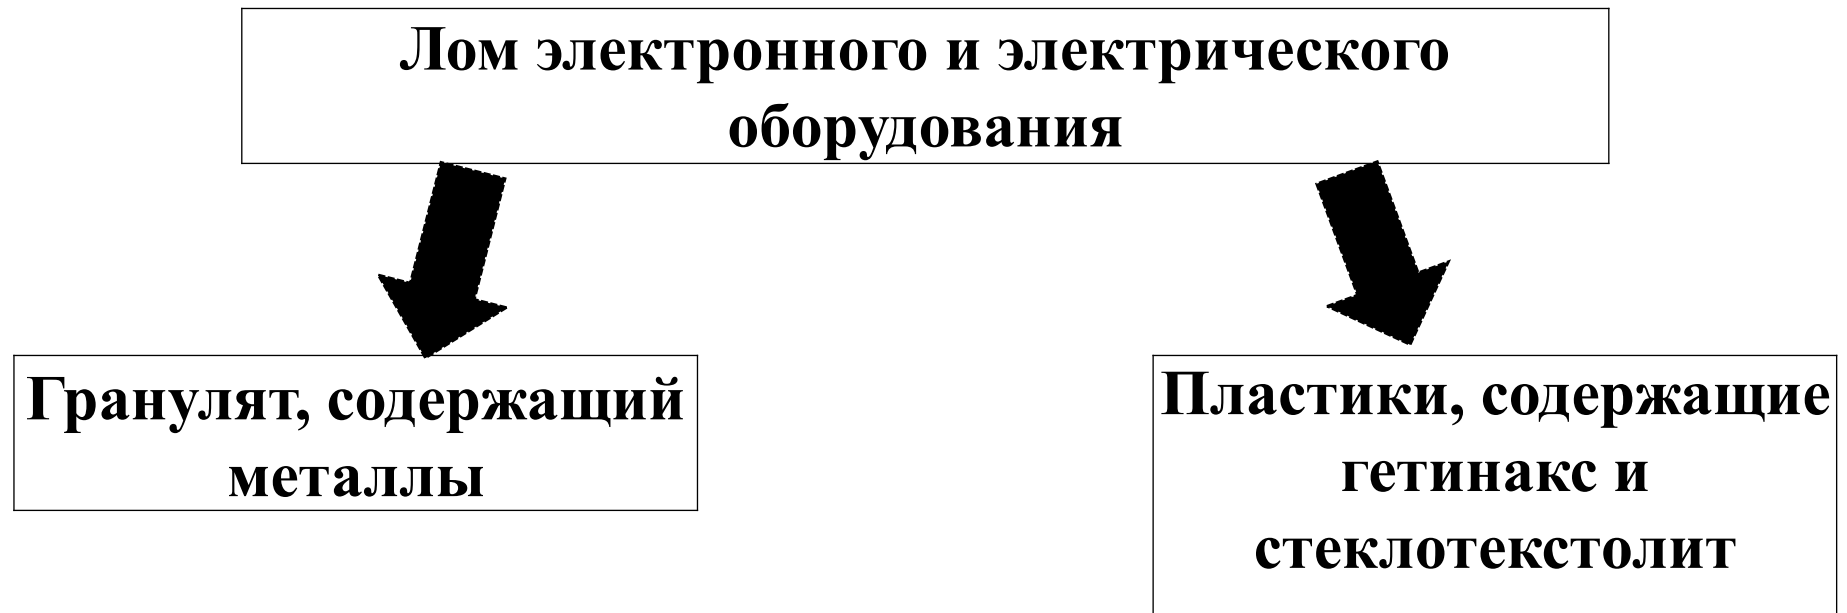 Лом электронного и электрического
оборудования
Гранулят, содержащий
металлы
Пластики, содержащие
гетинакс и
стеклотекстолит